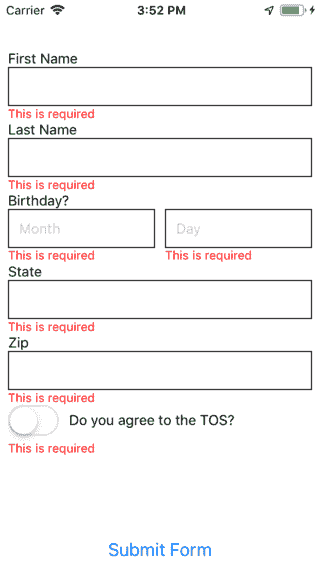 Carrier 3:52 PM
First Name
This is required
Last Name
This is required
Birthday?
Month Day
This is required This is required
State
This is required
Zip
This is required
Do you agree to the TOS?
This is required
Submit Form